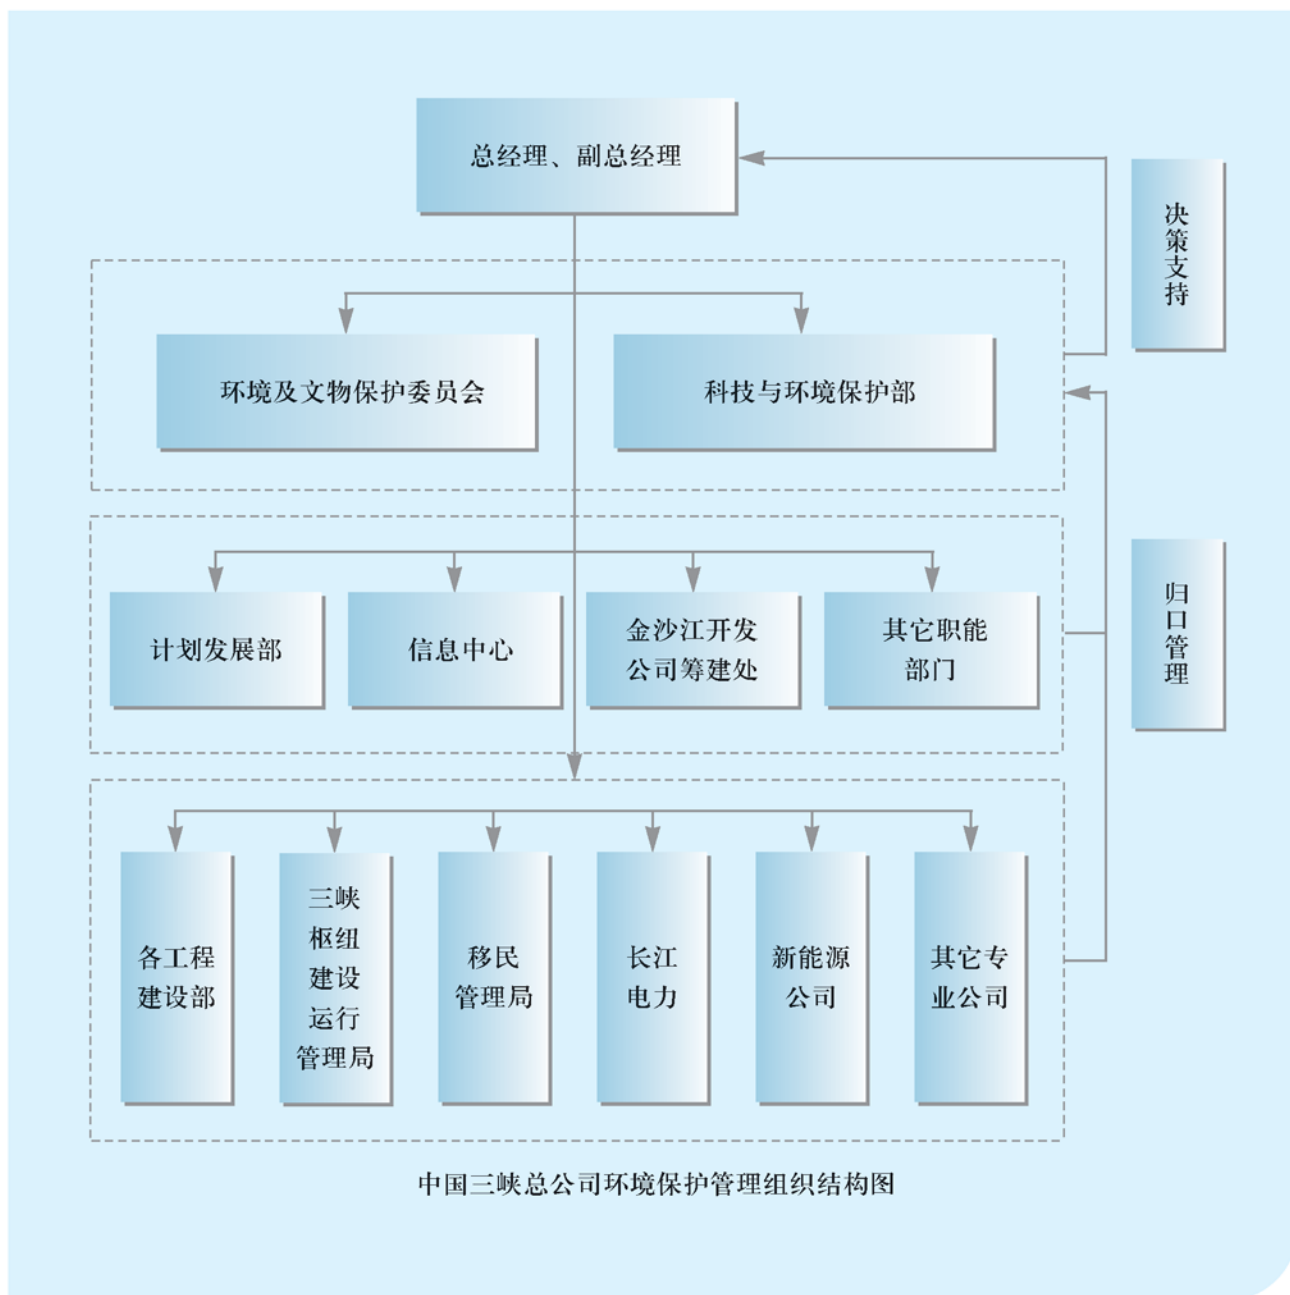 总经理、副总经理
决策支持
环境及文物保护委员会
科技与环境保护部
归口管理
计划发展部
信息中心
金沙江开发
公司筹建处
其它职能
部门
各工程
建设部
三峡
枢纽
建设
运行
管理局
移民
管理局
长江
电力
新能源
公司
其它专
业公司
中国三峡总公司环境保护管理组织结构图